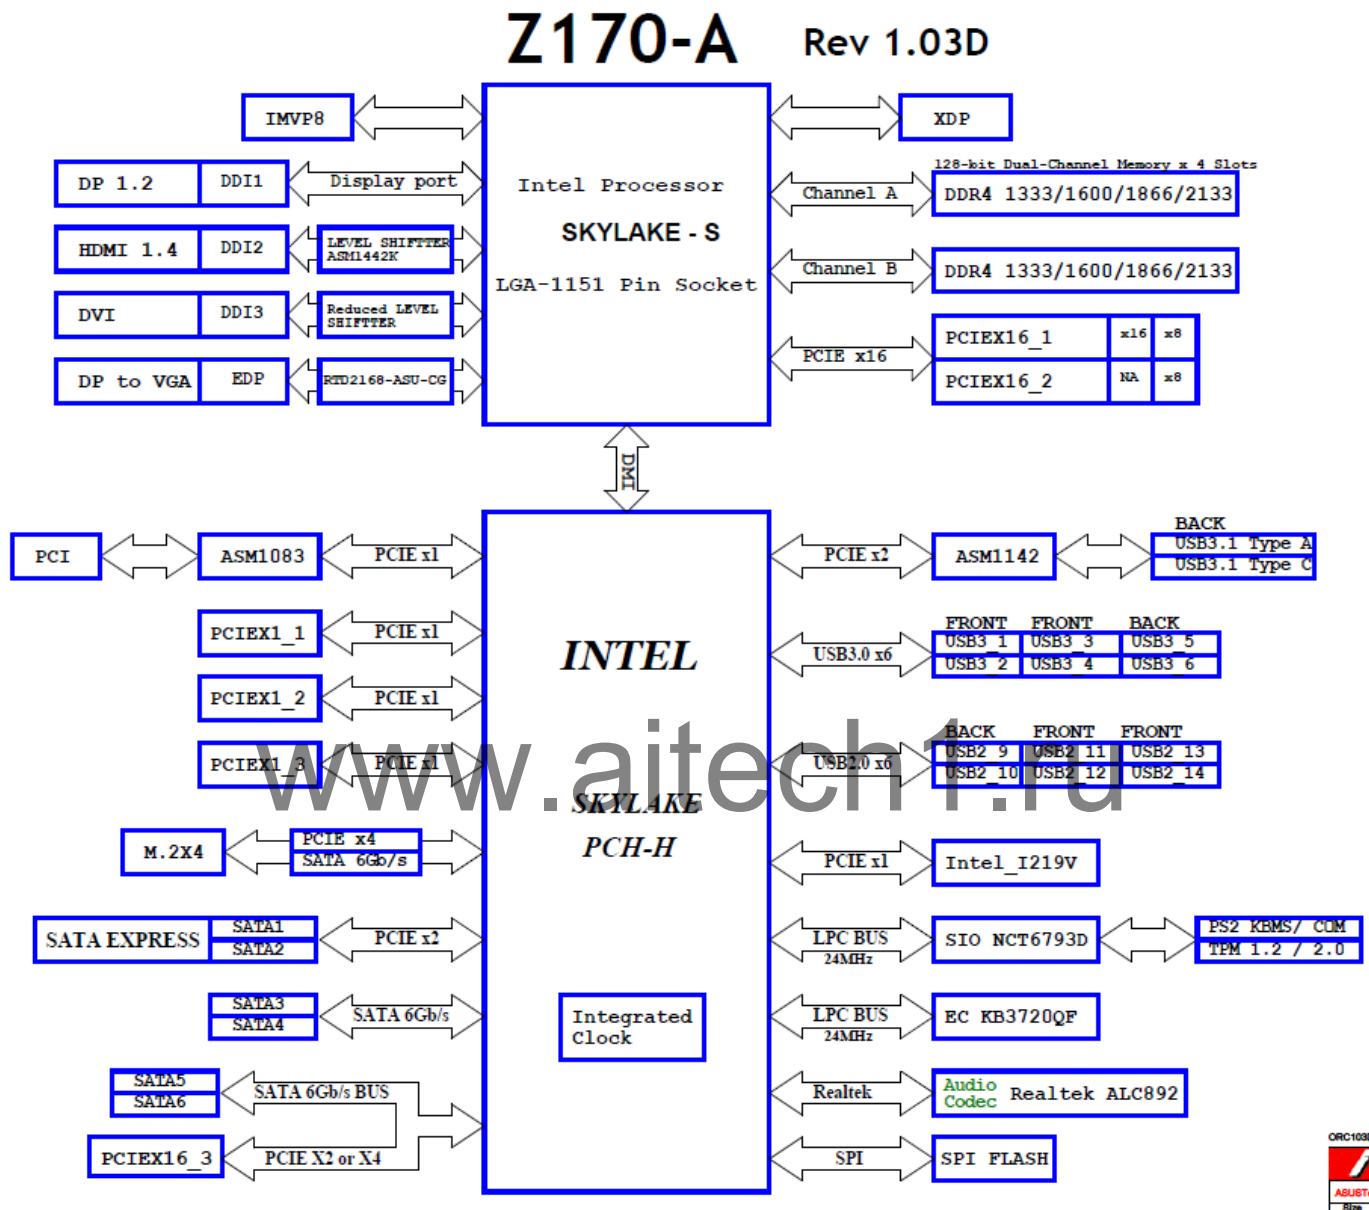 Z170-A Rev 1.03D
IMVP8
XDP
DP 1.2 DDI1 Display port
HDMI 1.4 DDI2 LEVEL SHIFTTER
ASM1442K
DVI DDI3 Reduced LEVEL
SHIFTTER
DP to VGA EDP RTD2168-ASU-CG
Intel Processor
SKYLAKE - S
LGA-1151 Pin Socket
128-bit Dual-Channel Memory x 4 Slots
Channel A DDR4 1333/1600/1866/2133
Channel B DDR4 1333/1600/1866/2133
PCIE x16
PCIEX16_1 x16 x8
PCIEX16_2 NA x8
DMI
PCI ASM1083 PCIE x1
PCIEX1_1 PCIE x1
PCIEX1_2 PCIE x1
PCIEX1_3 PCIE x1
M.2X4 PCIE x4
SATA 6Gb/s
SATA EXPRESS SATA1
SATA2
PCIE x2
SATA3
SATA4
SATA 6Gb/s
SATA5
SATA6
SATA 6Gb/s BUS
PCIEX16_3 PCIE X2 or X4
INTEL
SKYLAKE
PCH-H
Integrated
Clock
PCIE x2 ASM1142
BACK
USB3.1 Type A
USB3.1 Type C
USB3.0 x6
FRONT FRONT BACK
USB3_1 USB3_3 USB3_5
USB3_2 USB3_4 USB3_6
USB2.0 x6
BACK FRONT FRONT
USB2_9 USB2_11 USB2_13
USB2_10 USB2_12 USB2_14
www.aitech1.ru
PCIE x1 Intel_I219V
LPC BUS
24MHz
SIO NCT6793D
PS2 KBMS/ COM
TPM 1.2 / 2.0
LPC BUS
24MHz
EC KB3720QF
Realtek
Audio
Codec
Realtek ALC892
SPI SPI FLASH